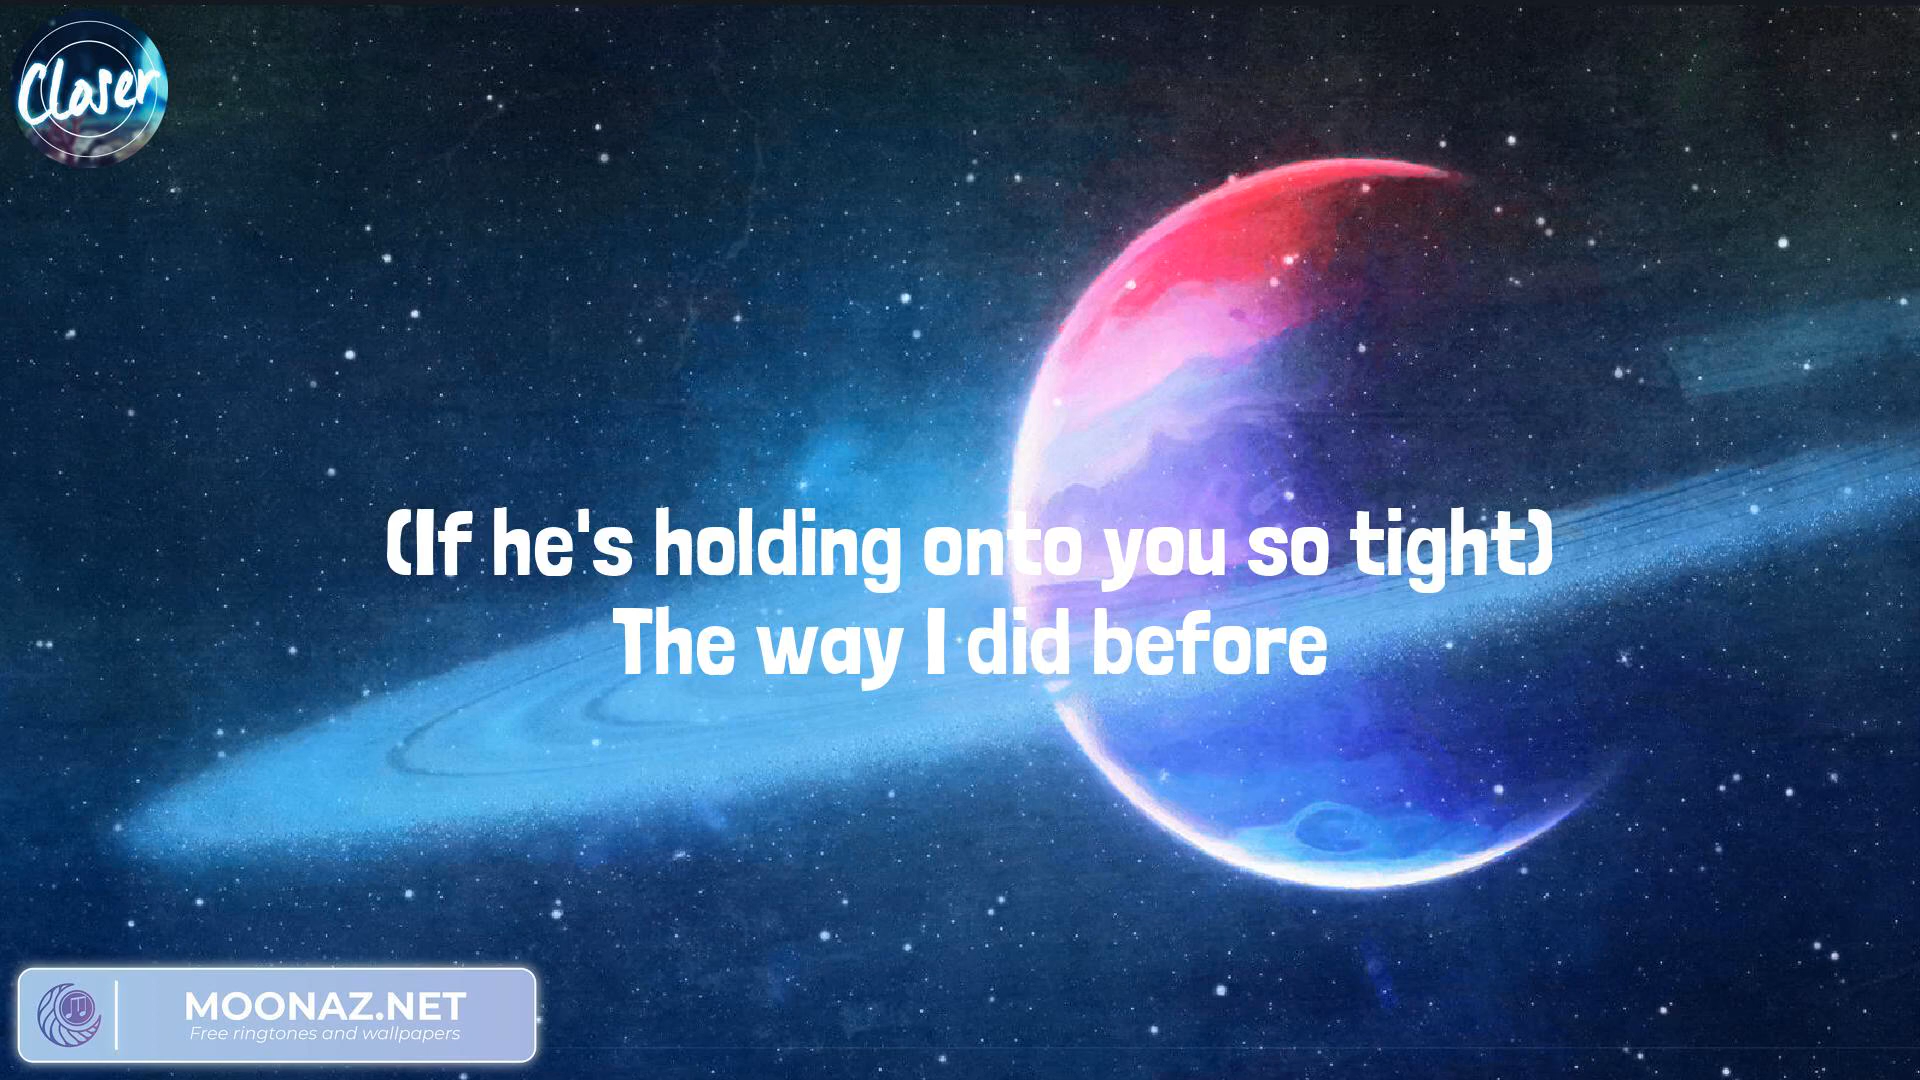 Closer
(If he's holding onto you so tight)
The way I did before
MOONAZ.NET
Free ringtones and wallpapers